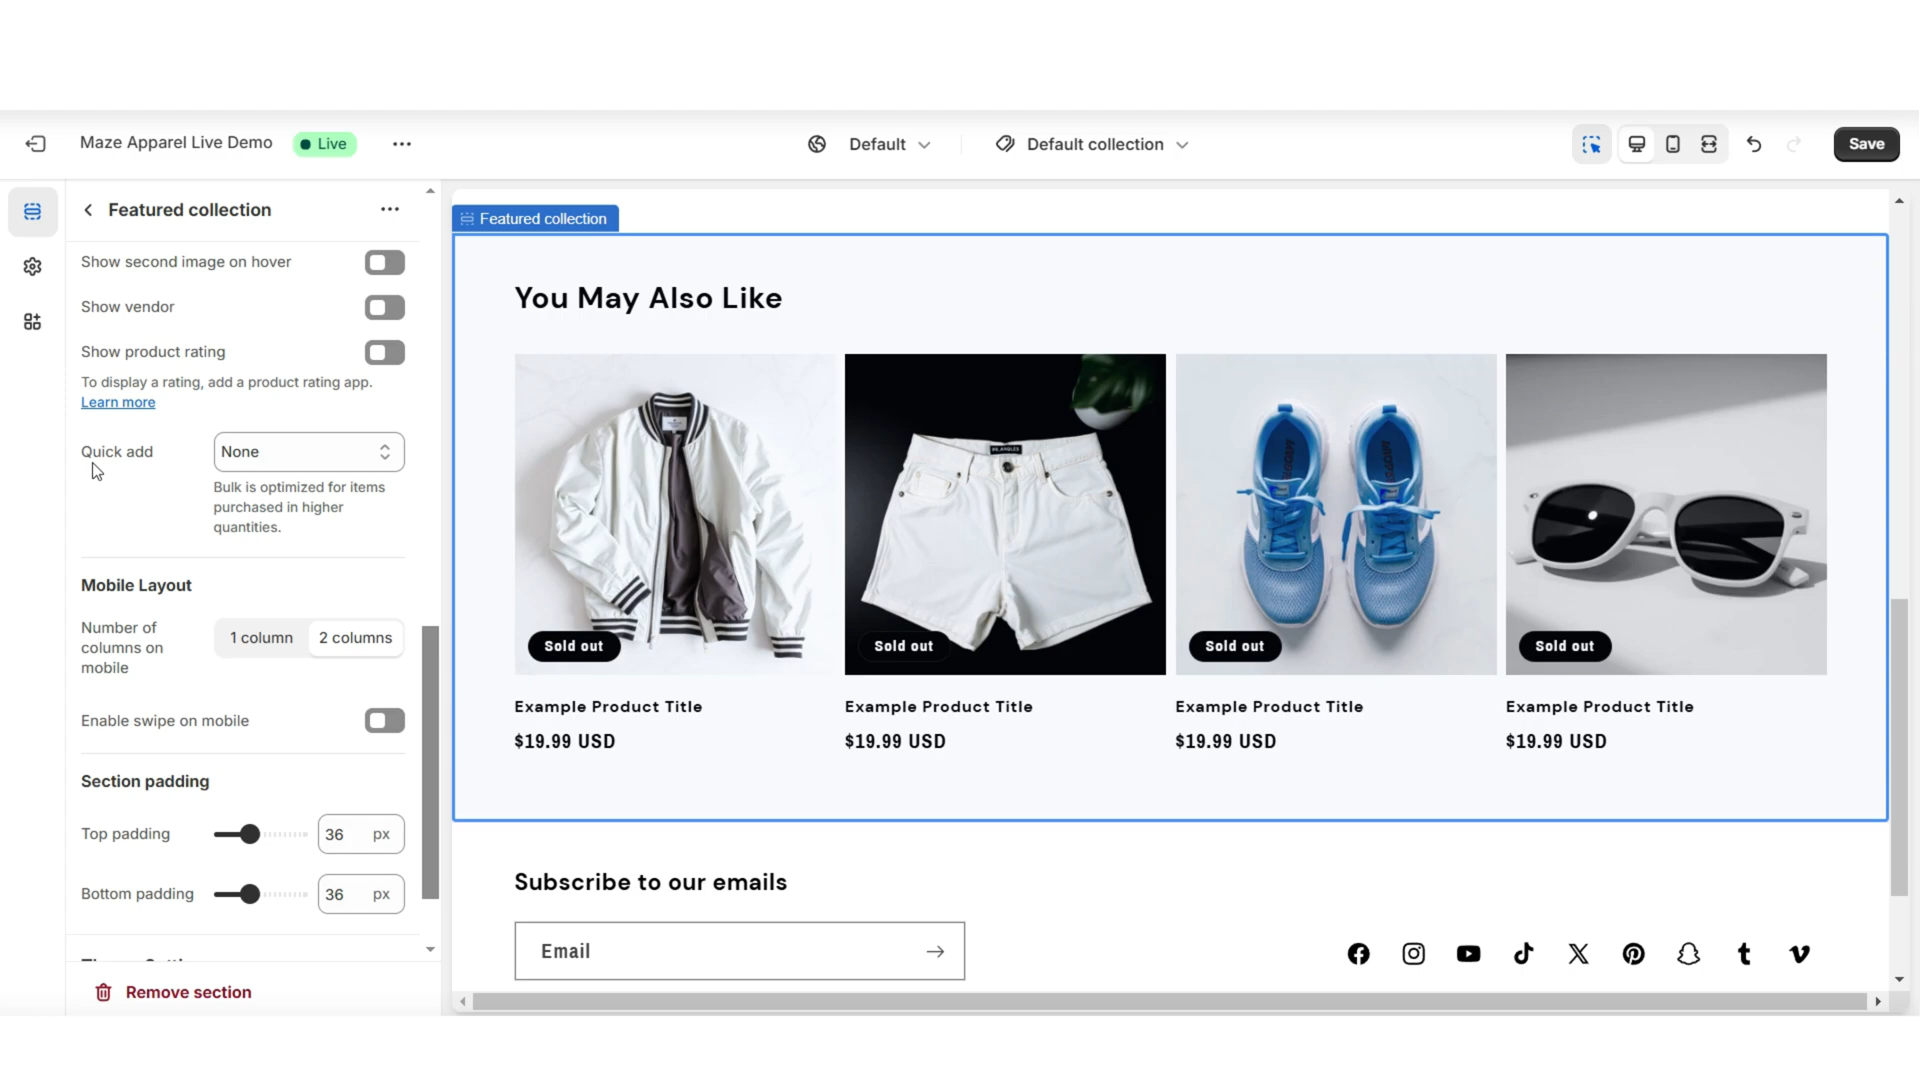 Maze Apparel Live Demo
Live
Default
Default collection
Save
Featured collection
Show second image on hover
Show vendor
Show product rating
To display a rating, add a product rating app.
Learn more
Quick add
None
Bulk is optimized for items
purchased in higher
quantities.
Mobile Layout
Number of
columns on
mobile
1 column
2 columns
Enable swipe on mobile
Section padding
Top padding
36 px
Bottom padding
36 px
Remove section
Featured collection
You May Also Like
Sold out
Sold out
Sold out
Sold out
Example Product Title
Example Product Title
Example Product Title
Example Product Title
$19.99 USD
$19.99 USD
$19.99 USD
$19.99 USD
Subscribe to our emails
Email